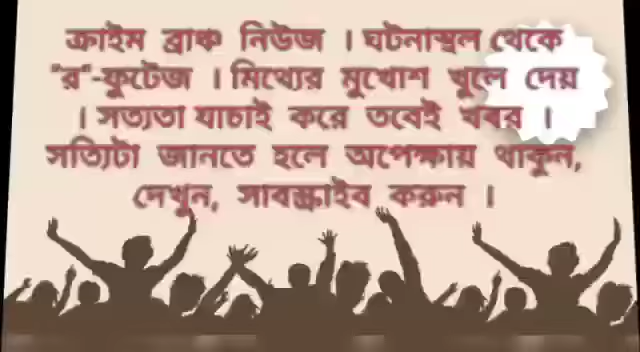 ক্রাইম ব্রাঞ্চ নিউজ । ঘটনাস্থল থেকে
"র"-ফুটেজ । মিথ্যের মুখোশ খুলে দেয়
। সত্যতা যাচাই করে তবেই খবর ।
সত্যিটা জানতে হলে অপেক্ষায় থাকুন,
দেখুন, সাবস্ক্রাইব করুন ।